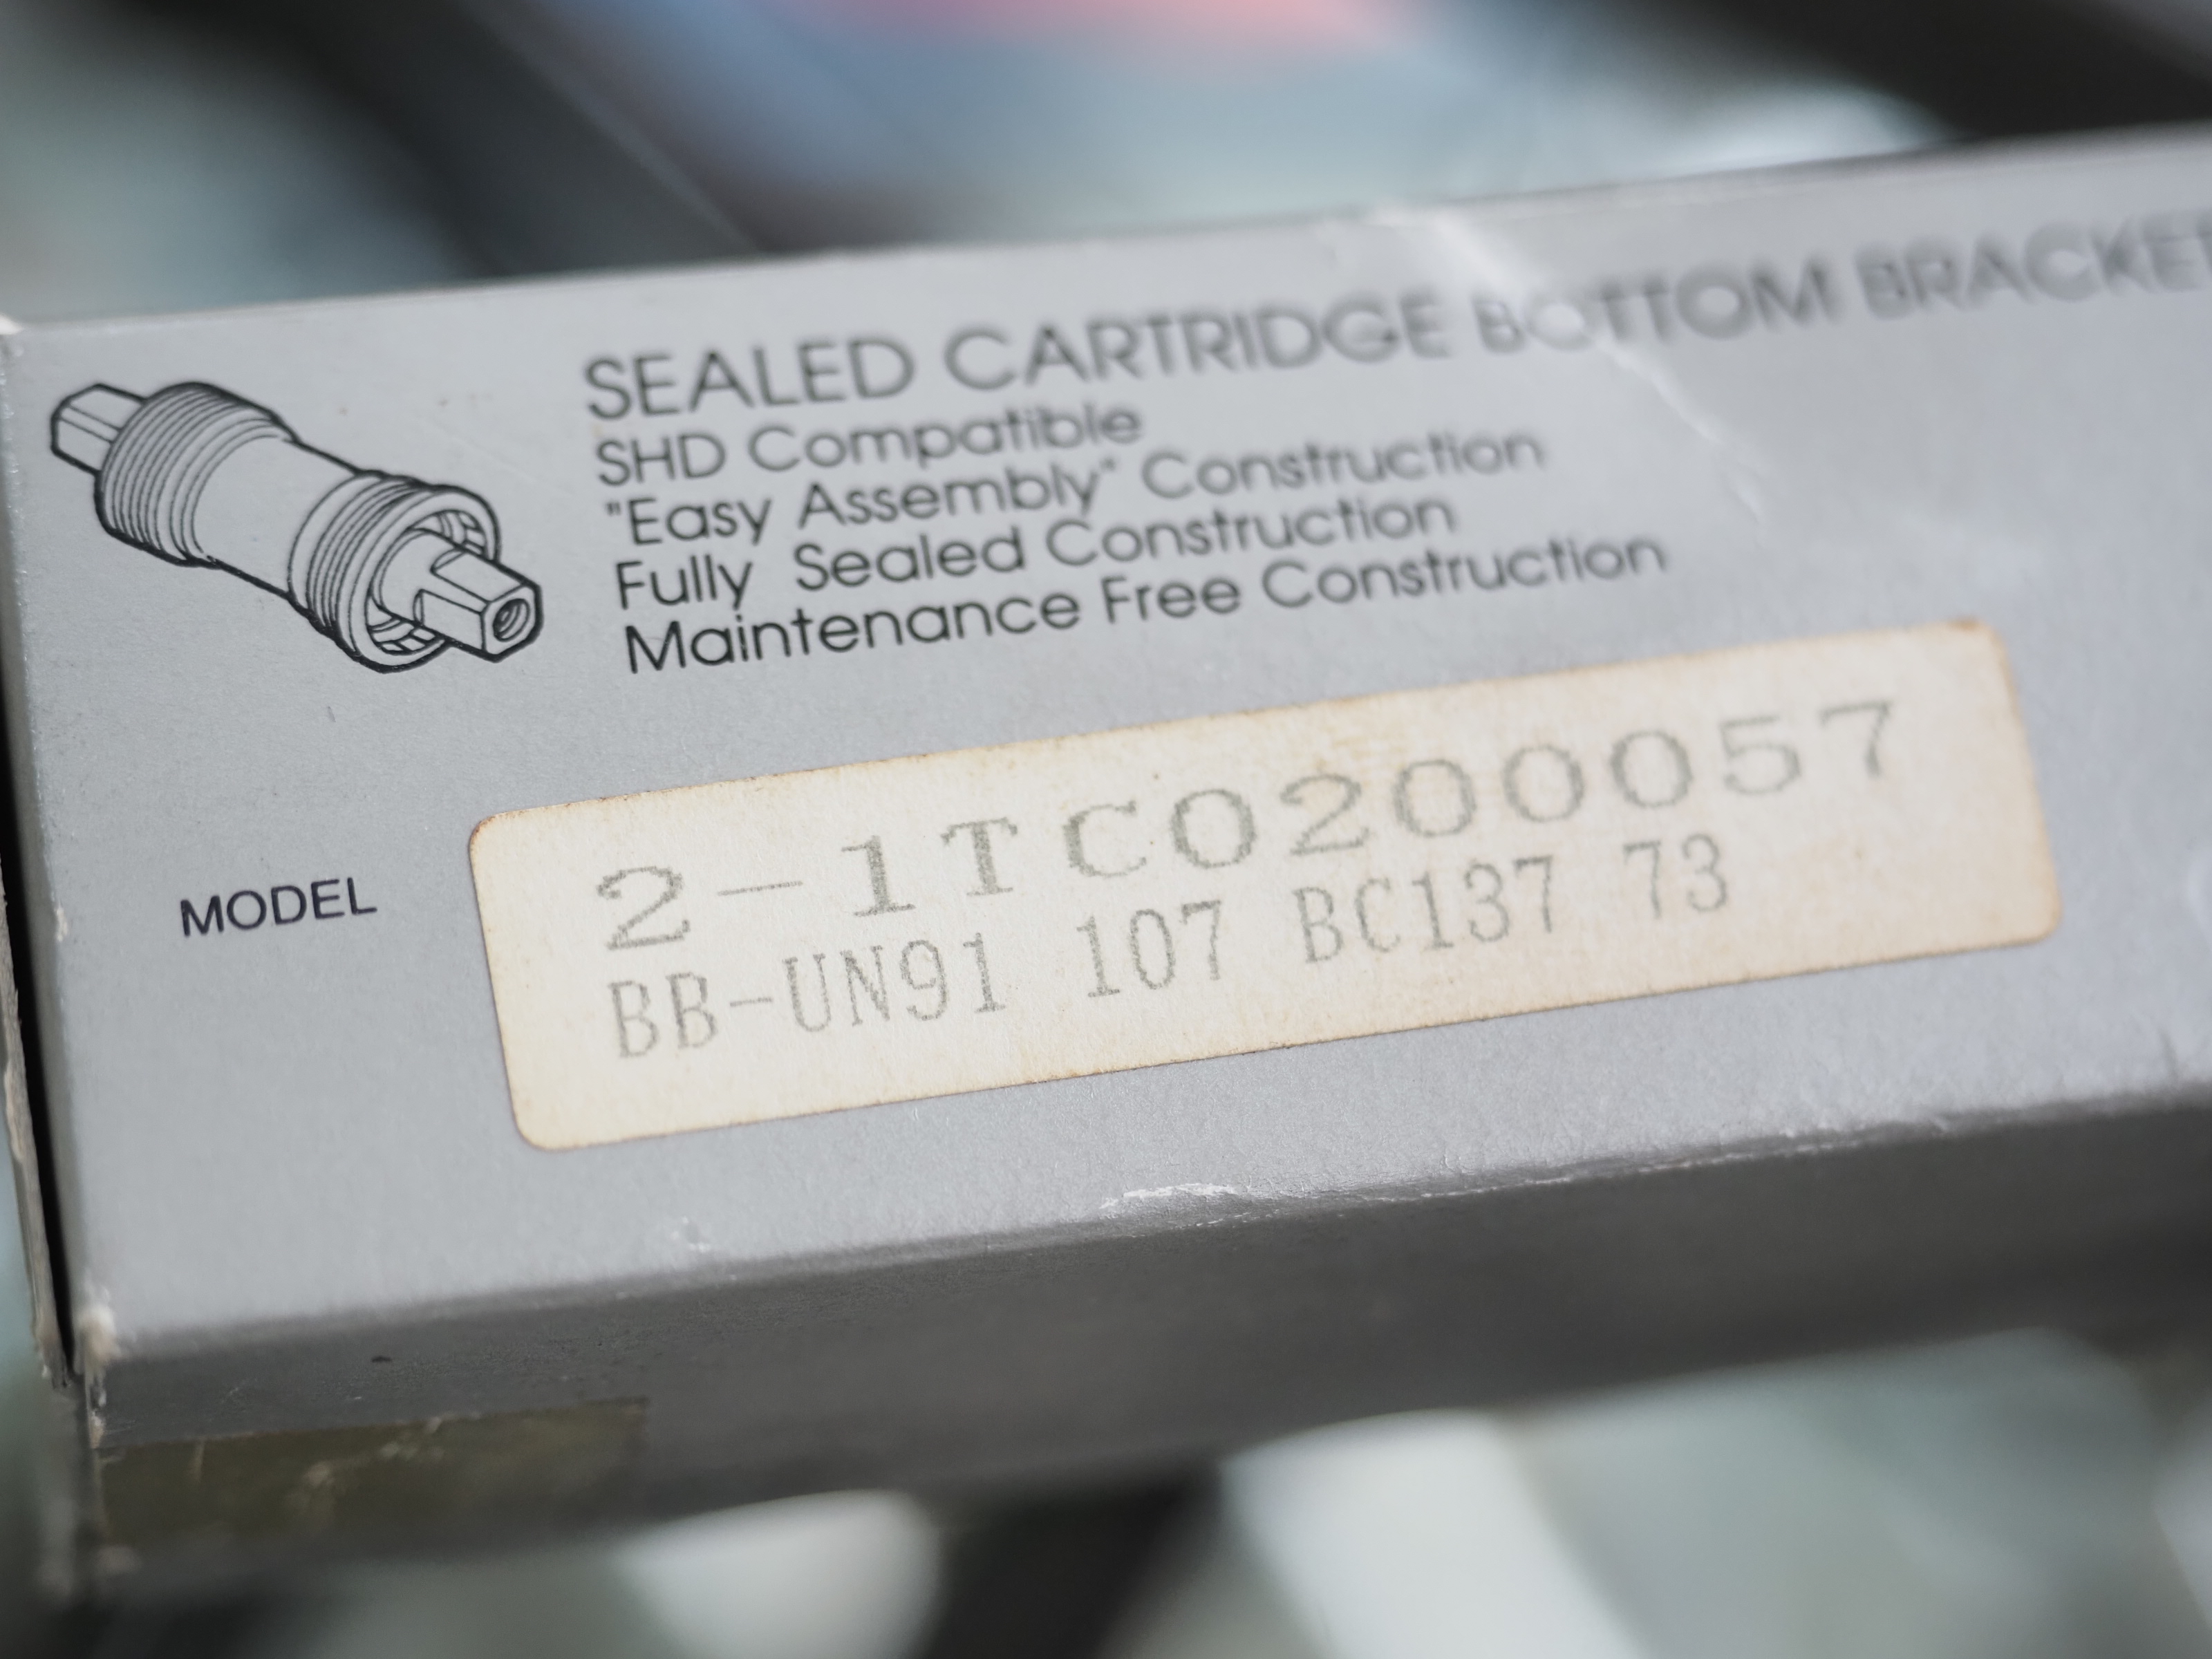 SEALED CARTRIDGE BOTTOM BRACKET
SHD Compatible
"Easy Assembly" Construction
Fully Sealed Construction
Maintenance Free Construction
MODEL
2-1TC0200057
BB-UN91 107 BC137 73